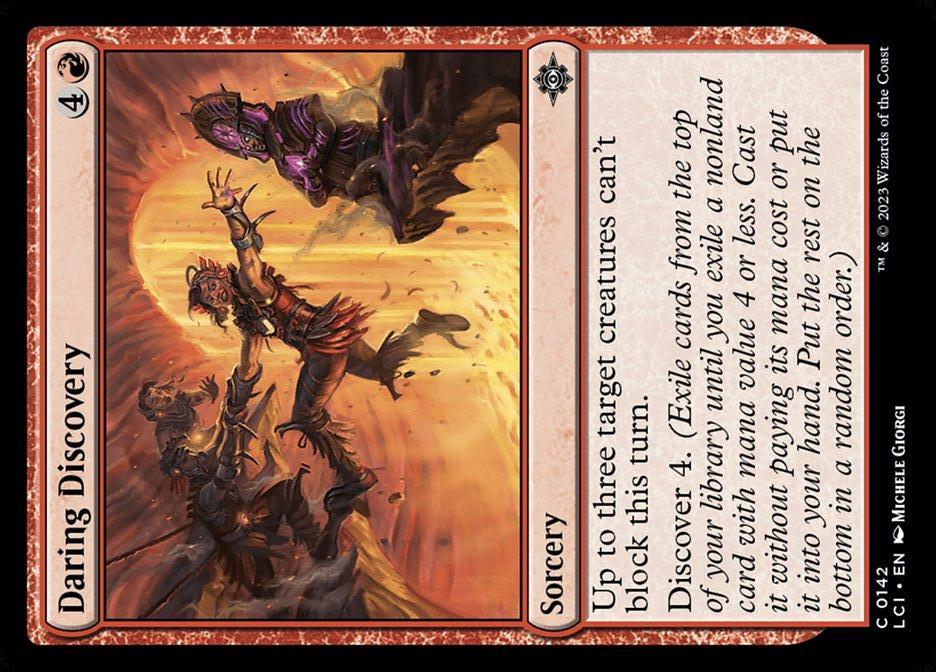 Daring Discovery 4
Sorcery
Up to three target creatures can't
block this turn.
Discover 4. (Exile cards from the top
of your library until you exile a nonland
card with mana value 4 or less. Cast
it without paying its mana cost or put
it into your hand. Put the rest on the
bottom in a random order.)
C 0142
LCI • EN MICHELE GIORGI
™ & © 2023 Wizards of the Coast